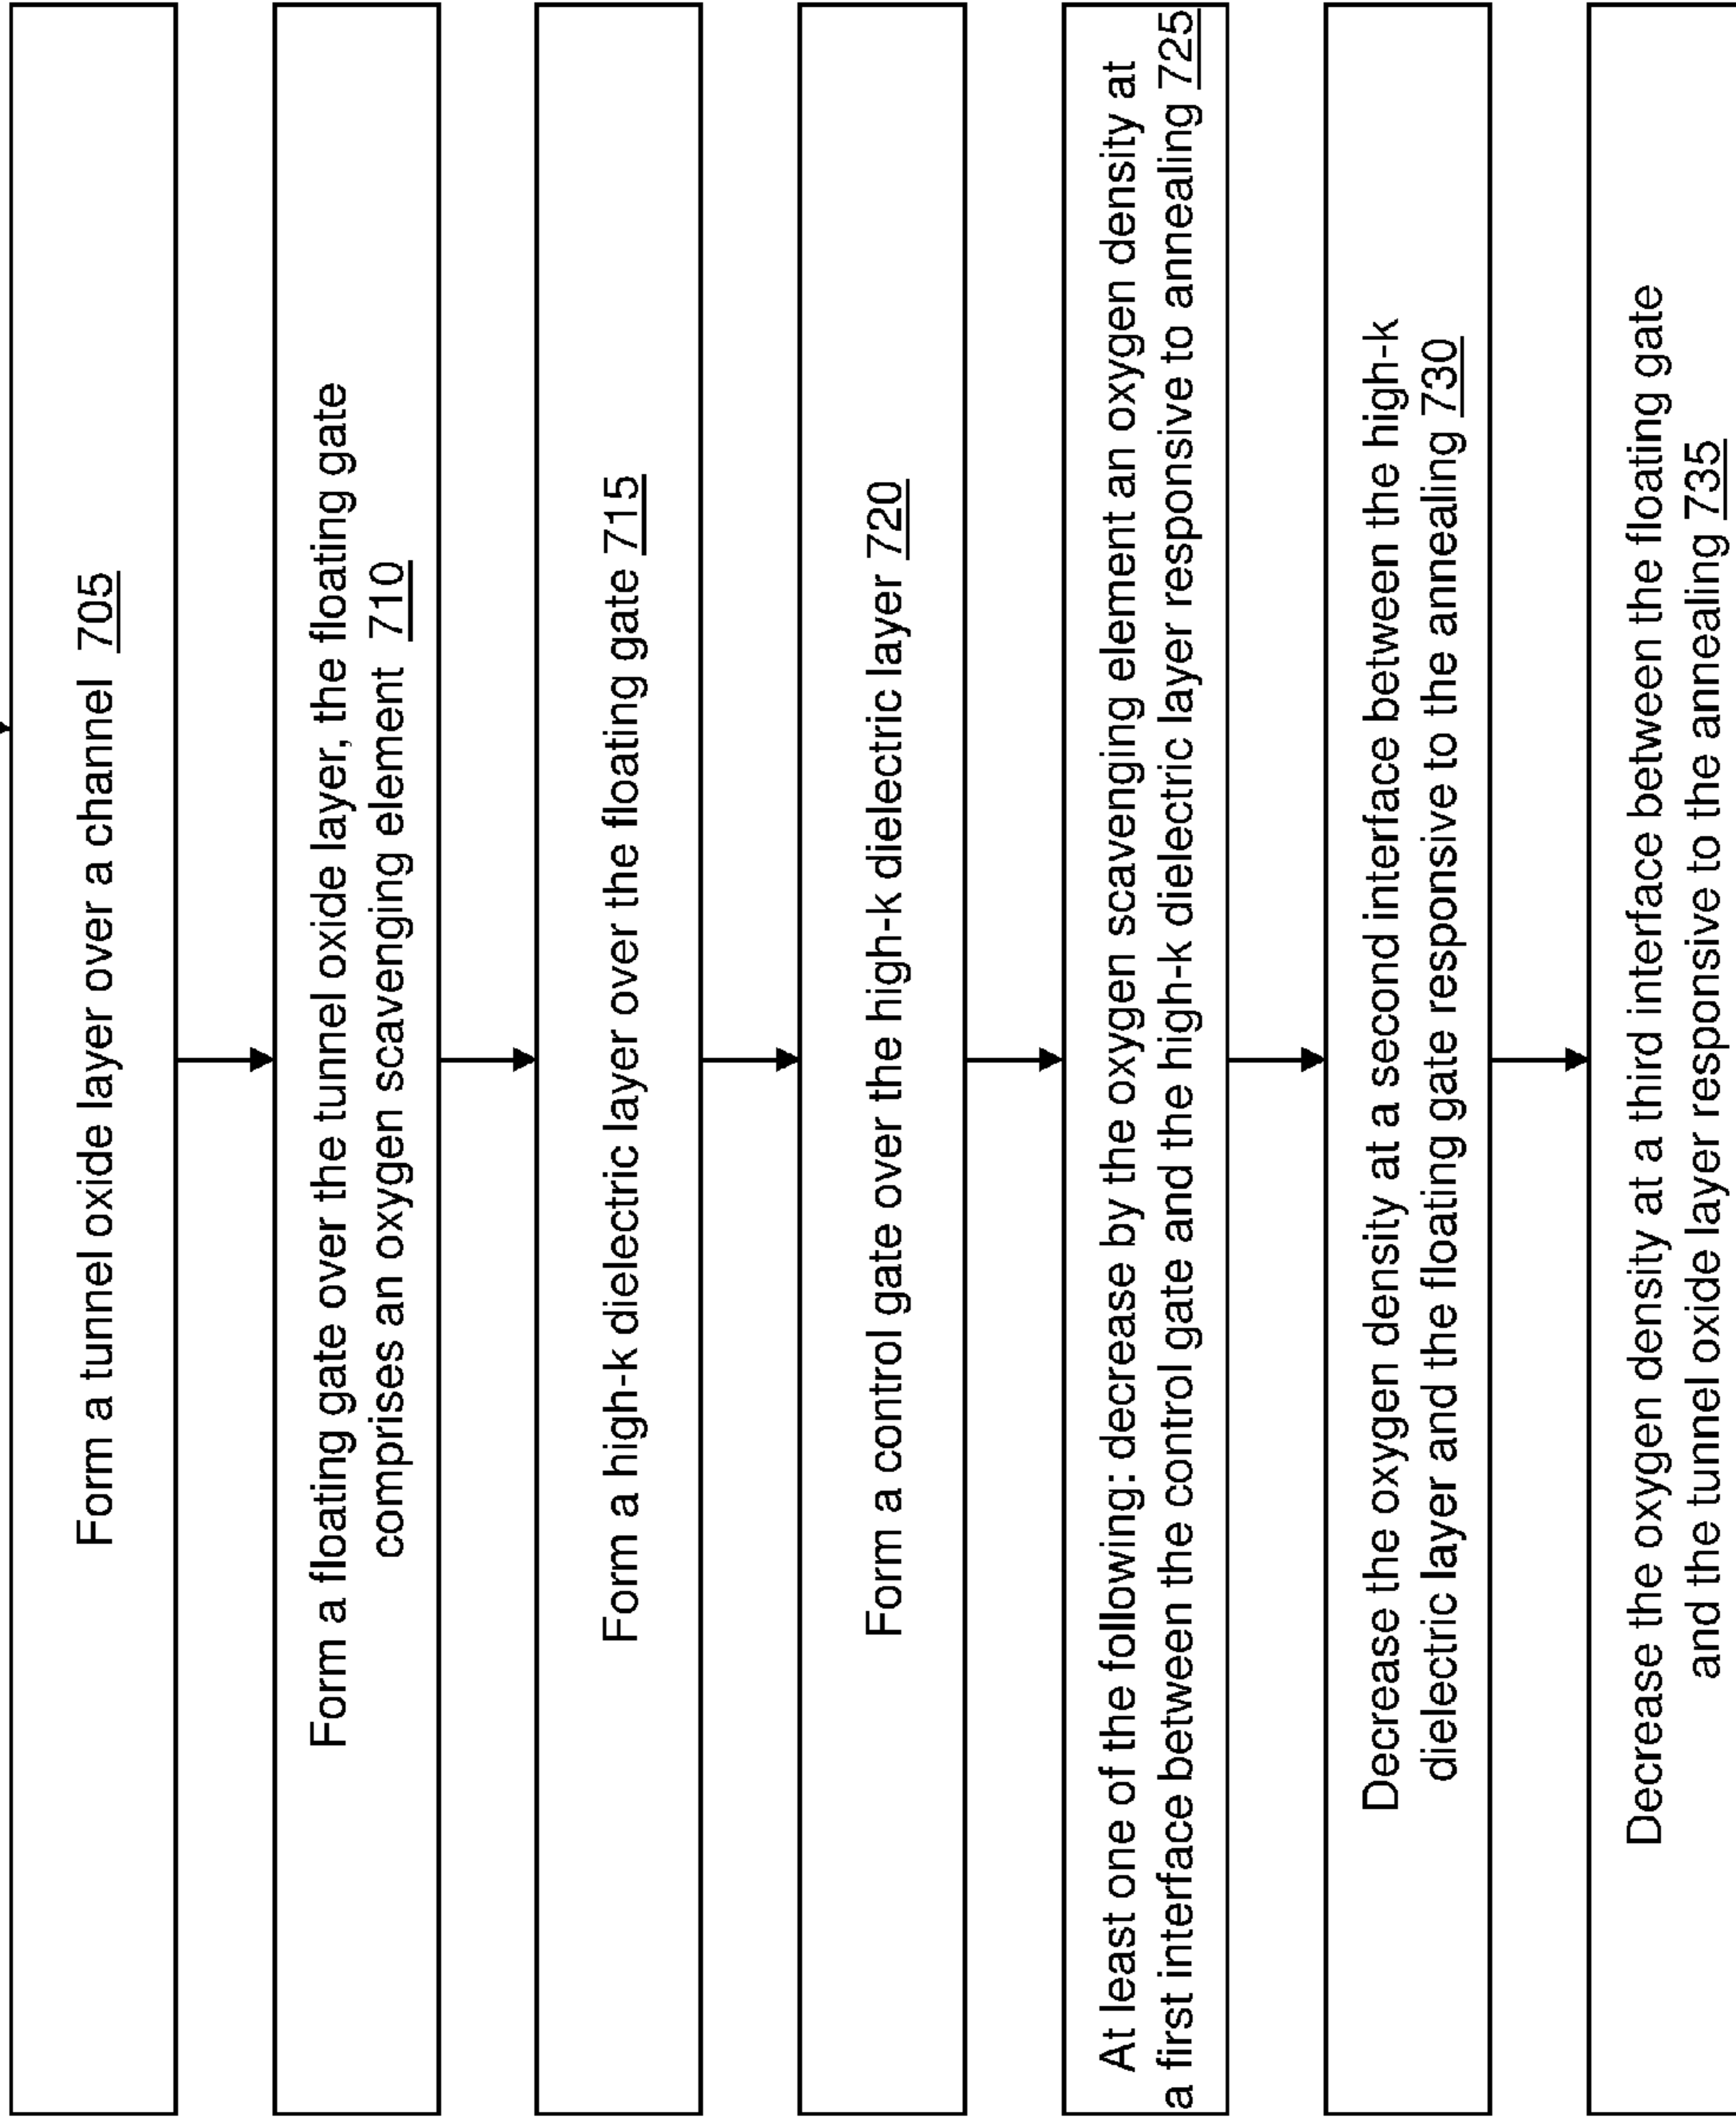 Form a tunnel oxide layer over a channel 705
Form a floating gate over the tunnel oxide layer, the floating gate
comprises an oxygen scavenging element 710
Form a high-k dielectric layer over the floating gate 715
Form a control gate over the high-k dielectric layer 720
At least one of the following: decrease by the oxygen scavenging element an oxygen density at
a first interface between the control gate and the high-k dielectric layer responsive to annealing 725
Decrease the oxygen density at a second interface between the high-k
dielectric layer and the floating gate responsive to the annealing 730
Decrease the oxygen density at a third interface between the floating gate
and the tunnel oxide layer responsive to the annealing 735